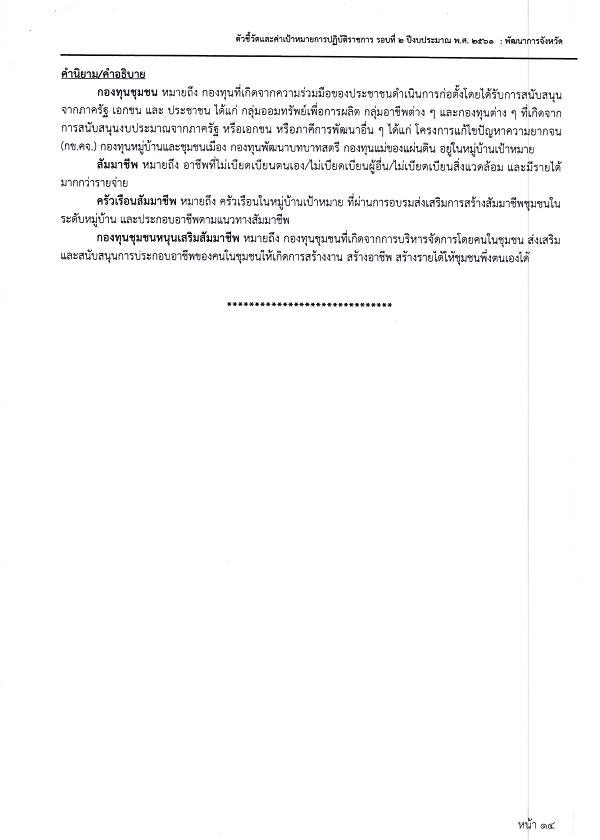 ตัวชี้วัดและค่าเป้าหมายการปฏิบัติราชการ รอบที่ ๒ ปีงบประมาณ พ.ศ. ๒๕๖๑ : พัฒนาการจังหวัด
คำนิยาม/คำอธิบาย
กองทุนชุมชน หมายถึง กองทุนที่เกิดจากความร่วมมือของประชาชนดำเนินการก่อตั้งโดยได้รับการสนับสนุน
จากภาครัฐ เอกชน และ ประชาชน ได้แก่ กลุ่มออมทรัพย์เพื่อการผลิต กลุ่มอาชีพต่าง ๆ และกองทุนต่าง ๆ ที่เกิดจาก
การสนับสนุนงบประมาณจากภาครัฐ หรือเอกชน หรือภาคีการพัฒนาอื่น ๆ ได้แก่ โครงการแก้ไขปัญหาความยากจน
(กข.คจ.) กองทุนหมู่บ้านและชุมชนเมือง กองทุนพัฒนาบทบาทสตรี กองทุนแม่ของแผ่นดิน อยู่ในหมู่บ้านเป้าหมาย
สัมมาชีพ หมายถึง อาชีพที่ไม่เบียดเบียนตนเอง/ไม่เบียดเบียนผู้อื่น/ไม่เบียดเบียนสิ่งแวดล้อม และมีรายได้
มากกว่ารายจ่าย
ครัวเรือนสัมมาชีพ หมายถึง ครัวเรือนในหมู่บ้านเป้าหมาย ที่ผ่านการอบรมส่งเสริมการสร้างสัมมาชีพชุมชนใน
ระดับหมู่บ้าน และประกอบอาชีพตามแนวทางสัมมาชีพ
กองทุนชุมชนหนุนเสริมสัมมาชีพ หมายถึง กองทุนชุมชนที่เกิดจากการบริหารจัดการโดยคนในชุมชน ส่งเสริม
และสนับสนุนการประกอบอาชีพของคนในชุมชนให้เกิดการสร้างงาน สร้างอาชีพ สร้างรายได้ให้ชุมชนพึ่งตนเองได้
******************************
หน้า ๑๔